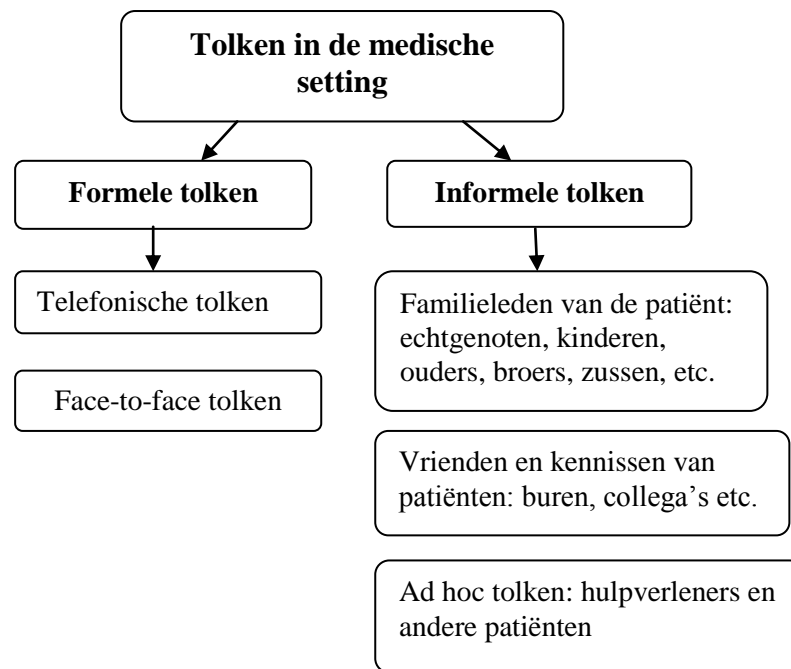 Tolken in de medische
setting
Formele tolken
Informele tolken
Telefonische tolken
Face-to-face tolken
Familieleden van de patiënt:
echtgenoten, kinderen,
ouders, broers, zussen, etc.
Vrienden en kennissen van
patiënten: buren, collega’s etc.
Ad hoc tolken: hulpverleners en
andere patiënten